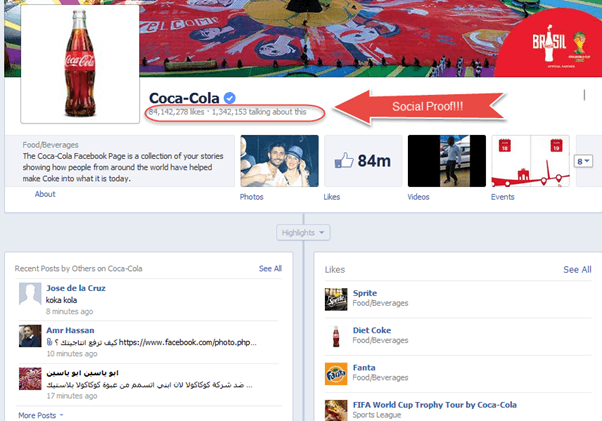 WELCOME
Coca-Cola
BRASIL
Coca-Cola
84,142,278 likes · 1,342,153 talking about this
Social Proof!!!
Food/Beverages
The Coca-Cola Facebook Page is a collection of your stories
showing how people from around the world have helped
make Coke into what it is today.
About
84m
18
19
8
Photos
Likes
Videos
Events
Highlights
Recent Posts by Others on Coca-Cola
See All
Jose de la Cruz
koka kola
8 minutes ago
Amr Hassan
كيف ترفع انتاجيتك ؟ https://www.facebook.com/photo.php...
10 minutes ago
ابو ياسين ابو ياسين
ضد شركة كوكاكولا لان ابني اتسمم من عبوة كوكاكولا بلاستيك...
17 minutes ago
More Posts
Likes
See All
Sprite
Food/Beverages
Diet Coke
Food/Beverages
Fanta
Food/Beverages
FIFA World Cup Trophy Tour by Coca-Cola
Sports League